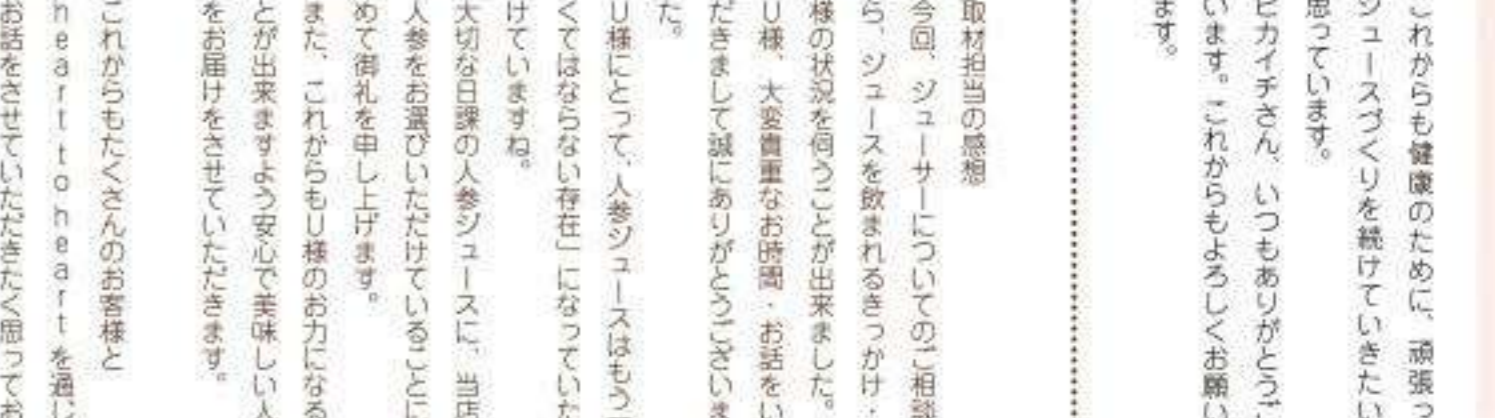 これからも健康のために、頑張っ
ジュースづくりを続けていきたい
思っています。
ピカイチさん、いつもありがとうご
います。これからもよろしくお願い
ます。
取材担当の感想
今回、ジューサーについてのご相談
ら、ジュースを飲まれるきっかけ・
様の状況を伺うことが出来ました。
U様、大変貴重なお時間・お話をい
だきまして誠にありがとうございま
た。
U様にとって、人参ジュースはもう
くてはならない存在」になっていた
けていますね。
大切な日課の人参ジュースに、当店
人参をお選びいただけていることに
めて御礼を申し上げます。
また、これからもU様のお力になる
とが出来ますよう安心で美味しい人
をお届けをさせていただきます。
これからもたくさんのお客様と
heart to heartを通じ
お話をさせていただきたく思ってお